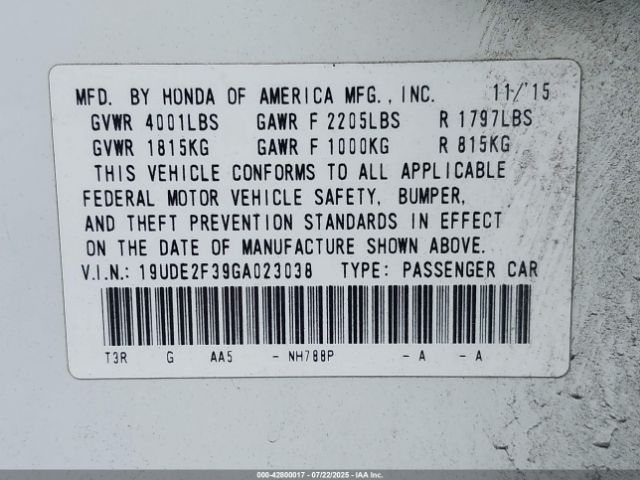 MFD. BY HONDA OF AMERICA MFG., INC. 11/'15
GVWR 4001LBS GAWR F 2205LBS R 1797LBS
GVWR 1815KG GAWR F 1000KG R 815KG
THIS VEHICLE CONFORMS TO ALL APPLICABLE
FEDERAL MOTOR VEHICLE SAFETY, BUMPER,
AND THEFT PREVENTION STANDARDS IN EFFECT
ON THE DATE OF MANUFACTURE SHOWN ABOVE.
V.I.N.: 19UDE2F39GA023038 TYPE: PASSENGER CAR
T3R G AA5 - NH788P - A - A
000-42800017 | 07/22/2025 | IAA Inc.